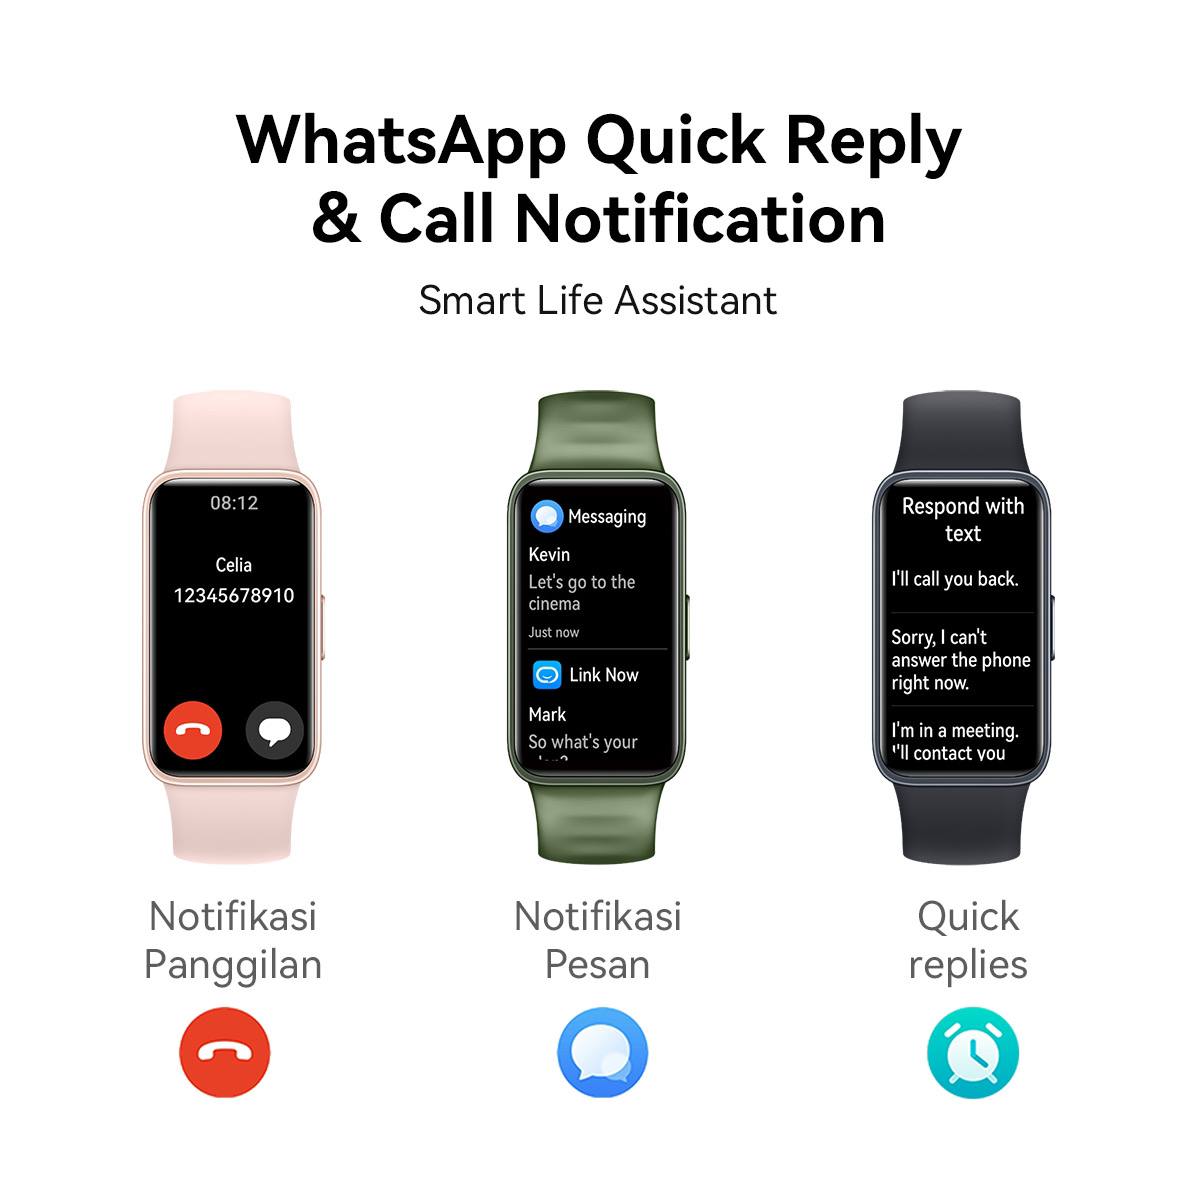 WhatsApp Quick Reply
& Call Notification
Smart Life Assistant
08:12
Celia
12345678910
Messaging
Kevin
Let's go to the
cinema
Just now
Link Now
Mark
So what's your
Respond with
text
I'll call you back.
Sorry, I can't
answer the phone
right now.
I'm in a meeting.
I'll contact you
Notifikasi
Panggilan
Notifikasi
Pesan
Quick
replies